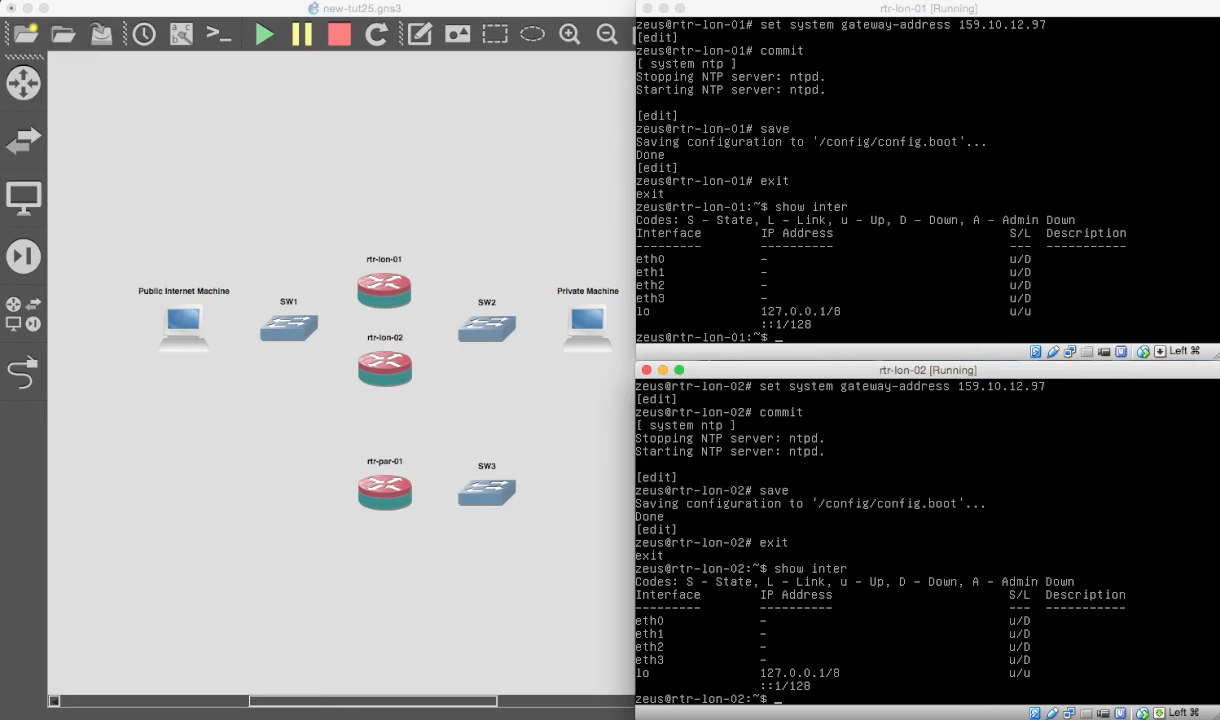 new-tut25.gns3
rtr-lon-01
Public Internet Machine
SW1
rtr-lon-02
SW2
Private Machine
rtr-par-01
SW3
rtr-lon-01 [Running]
zeus@rtr-lon-01# set system gateway-address 159.10.12.97
[edit]
zeus@rtr-lon-01# commit
[ system ntp ]
Stopping NTP server: ntpd.
Starting NTP server: ntpd.
[edit]
zeus@rtr-lon-01# save
Saving configuration to '/config/config.boot'...
Done
[edit]
zeus@rtr-lon-01# exit
exit
zeus@rtr-lon-01:~$ show inter
Codes: S - State, L - Link, u - Up, D - Down, A - Admin Down
Interface IP Address S/L Description
--------- ---------- --- -----------
eth0 - u/D
eth1 - u/D
eth2 - u/D
eth3 - u/D
lo 127.0.0.1/8 u/u
::1/128
zeus@rtr-lon-01:~$ _
Left ⌘
rtr-lon-02 [Running]
zeus@rtr-lon-02# set system gateway-address 159.10.12.97
[edit]
zeus@rtr-lon-02# commit
[ system ntp ]
Stopping NTP server: ntpd.
Starting NTP server: ntpd.
[edit]
zeus@rtr-lon-02# save
Saving configuration to '/config/config.boot'...
Done
[edit]
zeus@rtr-lon-02# exit
exit
zeus@rtr-lon-02:~$ show inter
Codes: S - State, L - Link, u - Up, D - Down, A - Admin Down
Interface IP Address S/L Description
--------- ---------- --- -----------
eth0 - u/D
eth1 - u/D
eth2 - u/D
eth3 - u/D
lo 127.0.0.1/8 u/u
::1/128
zeus@rtr-lon-02:~$ _
Left ⌘